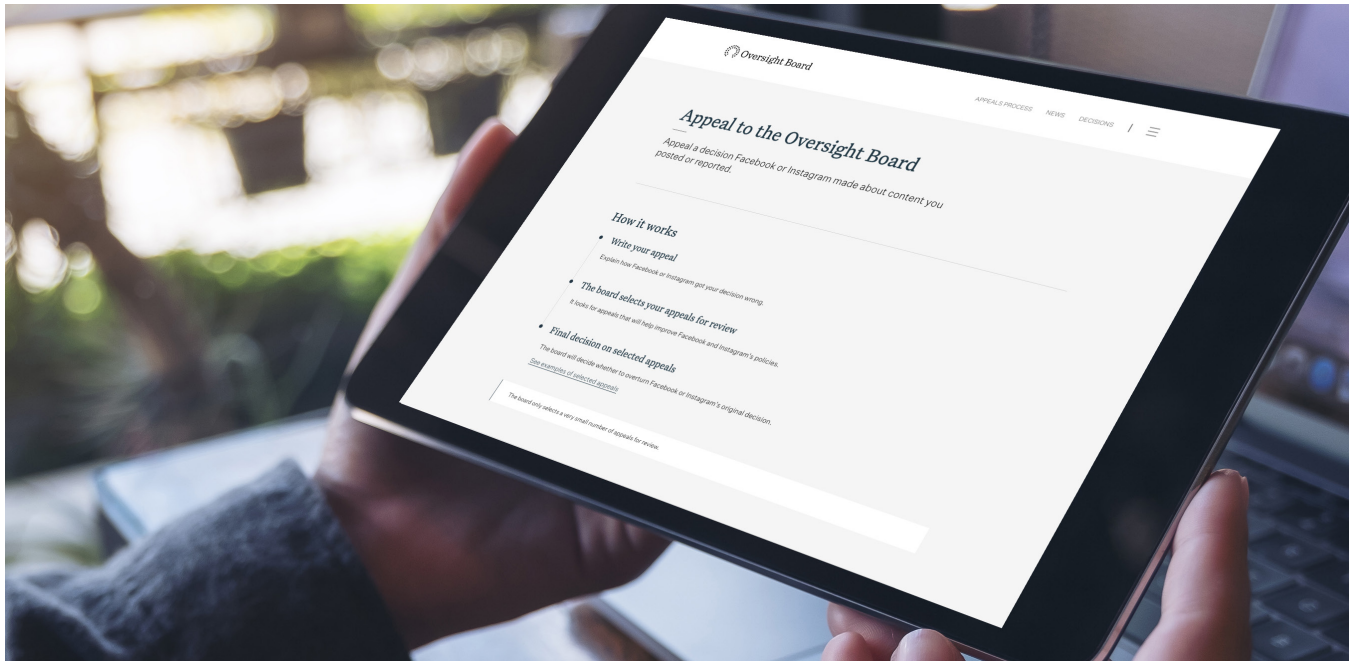 Oversight Board
APPEALS PROCESS NEWS DECISIONS
Appeal to the Oversight Board
Appeal a decision Facebook or Instagram made about content you
posted or reported.
How it works
Write your appeal
Explain how Facebook or Instagram got your decision wrong.
The board selects your appeals for review
It looks for appeals that will help improve Facebook and Instagram's policies.
Final decision on selected appeals
The board will decide whether to overturn Facebook or Instagram's original decision.
See examples of selected appeals
The board only selects a very small number of appeals for review.